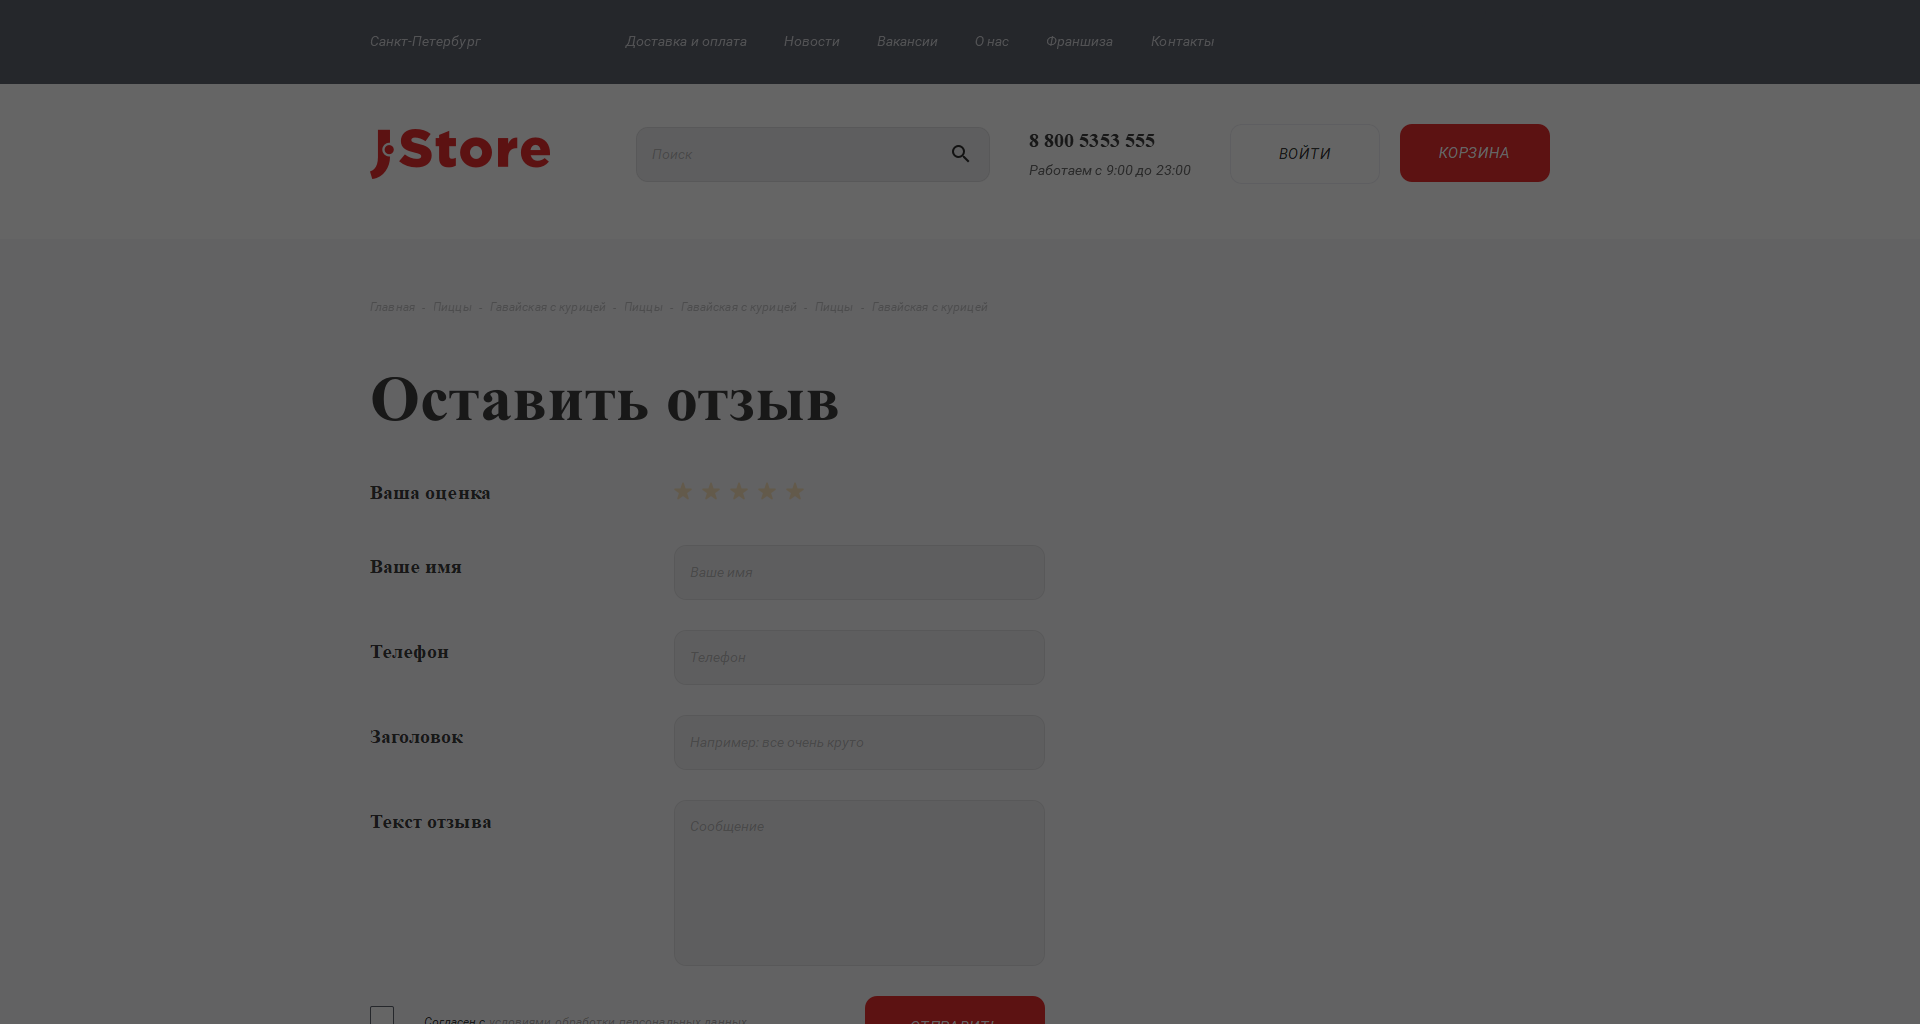 Санкт-Петербург Доставка и оплата Новости Вакансии О нас Франшиза Контакты
JStore Поиск 8 800 5353 555 ВОЙТИ КОРЗИНА
Работаем с 9:00 до 23:00
Главная - Пиццы - Гавайская с курицей - Пиццы - Гавайская с курицей - Пиццы - Гавайская с курицей
Оставить отзыв
Ваша оценка
Ваше имя Ваше имя
Телефон Телефон
Заголовок Например: все очень круто
Текст отзыва Сообщение
Согласен с условиями обработки персональных данных ОТПРАВИТЬ